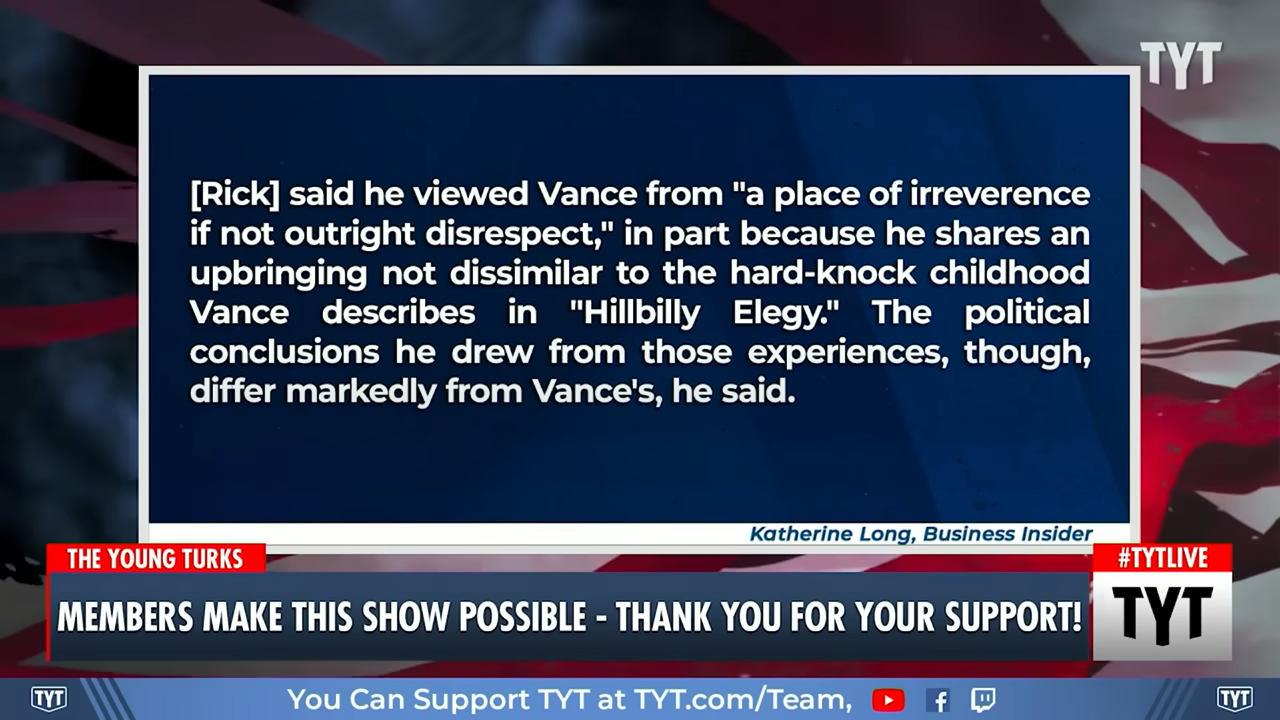 TYT
[Rick] said he viewed Vance from "a place of irreverence
if not outright disrespect," in part because he shares an
upbringing not dissimilar to the hard-knock childhood
Vance describes in "Hillbilly Elegy." The political
conclusions he drew from those experiences, though,
differ markedly from Vance's, he said.
Katherine Long, Business Insider
THE YOUNG TURKS
#TYTLIVE
MEMBERS MAKE THIS SHOW POSSIBLE - THANK YOU FOR YOUR SUPPORT!
TYT
TYT
You Can Support TYT at TYT.com/Team,
TYT